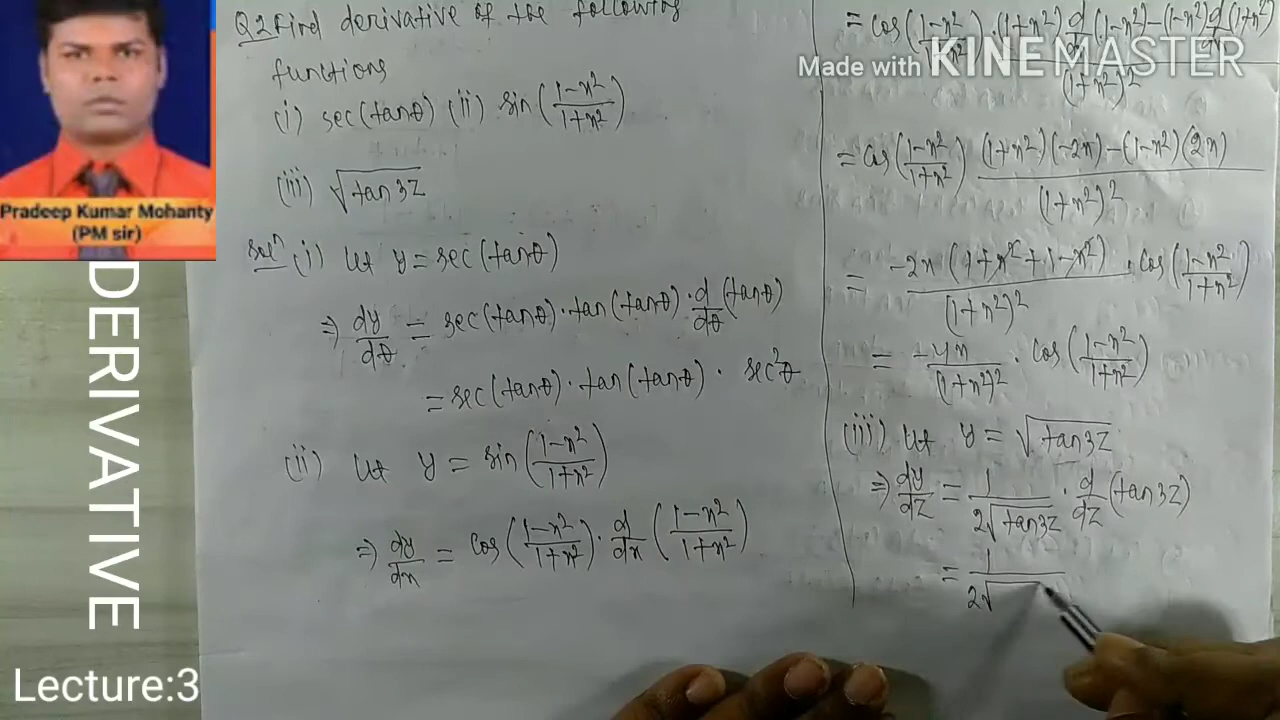 Q2 Find derivative of the following
functions
(i) sec(tanθ) (ii) sin((1-x²)/(1+x²))
(iii) √(tan3z)
Solⁿ (i) Let y = sec(tanθ)
⇒ dy/dθ = sec(tanθ)·tan(tanθ)·d/dθ(tanθ)
= sec(tanθ)·tan(tanθ)· sec²θ
(ii) Let y = sin((1-x²)/(1+x²))
⇒ dy/dx = cos((1-x²)/(1+x²))·d/dx((1-x²)/(1+x²))
= cos((1-x²)/(1+x²))·((1+x²)d/dx(1-x²)-(1-x²)d/dx(1+x²))/(1+x²)²
= cos((1-x²)/(1+x²)) ((1+x²)(-2x)-(1-x²)(2x))/(1+x²)²
= -2x(1+x²+1-x²)/(1+x²)² · cos((1-x²)/(1+x²))
= -4x/(1+x²)² · cos((1-x²)/(1+x²))
(iii) Let y = √(tan3z)
⇒ dy/dz = 1/(2√(tan3z)) · d/dz(tan3z)
= 1/(2√
Made with KINEMASTER
Pradeep Kumar Mohanty
(PM sir)
DERIVATIVE
Lecture:3